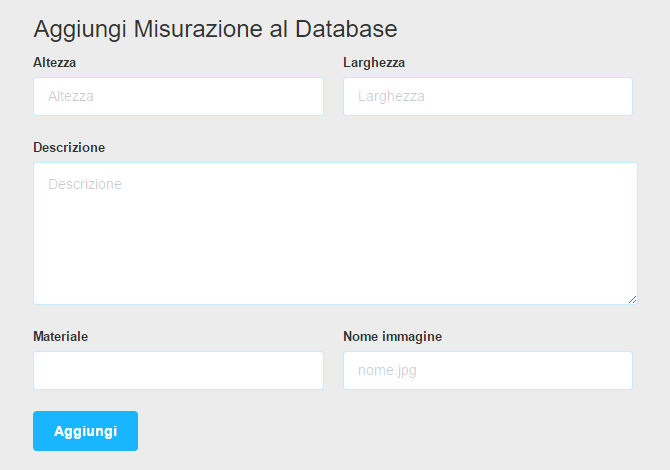 Aggiungi Misurazione al Database
Altezza Larghezza
Altezza Larghezza
Descrizione
Descrizione
Materiale Nome immagine
nome.jpg
Aggiungi